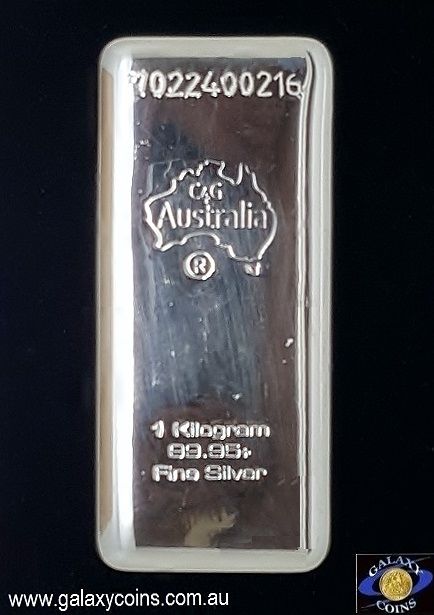 1022400216
C&G
Australia
®
1 Kilogram
99.95+
Fine Silver
GALAXY
COINS
www.galaxycoins.com.au